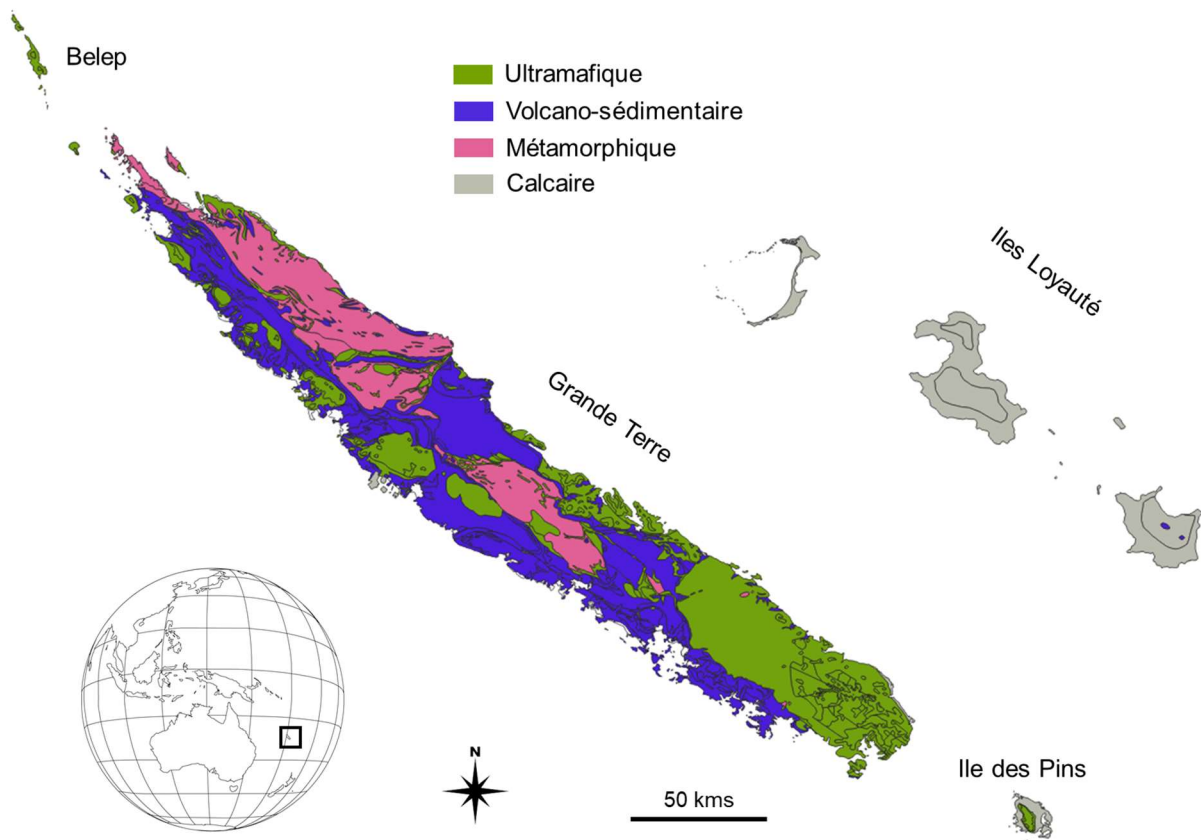 Belep
Ultramafique
Volcano-sédimentaire
Métamorphique
Calcaire
Iles Loyauté
Grande Terre
N
50 kms
Ile des Pins